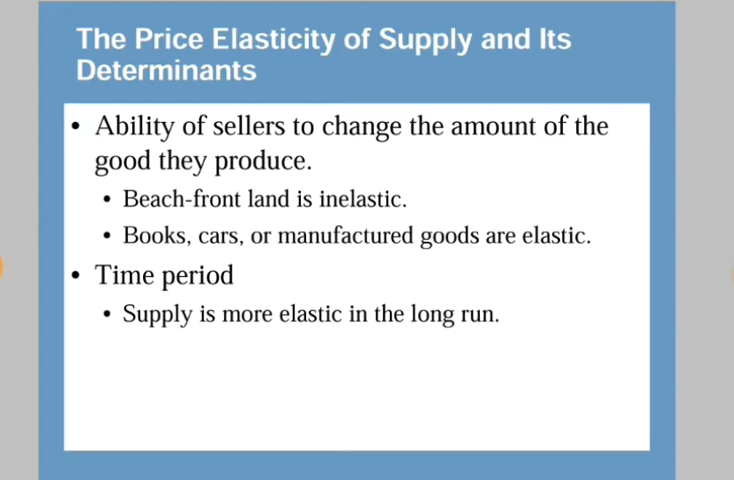 The Price Elasticity of Supply and Its
Determinants
• Ability of sellers to change the amount of the
good they produce.
• Beach-front land is inelastic.
• Books, cars, or manufactured goods are elastic.
• Time period
• Supply is more elastic in the long run.